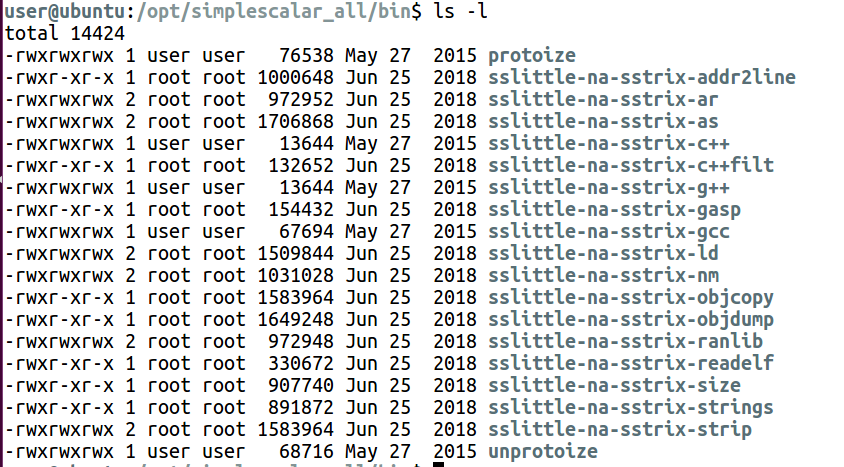 user@ubuntu:/opt/simplescalar_all/bin$ ls -l
total 14424
-rwxrwxrwx 1 user user   76538 May 27  2015 protoize
-rwxr-xr-x 1 root root 1000648 Jun 25  2018 sslittle-na-sstrix-addr2line
-rwxrwxrwx 2 root root  972952 Jun 25  2018 sslittle-na-sstrix-ar
-rwxrwxrwx 2 root root 1706868 Jun 25  2018 sslittle-na-sstrix-as
-rwxrwxrwx 1 user user   13644 May 27  2015 sslittle-na-sstrix-c++
-rwxr-xr-x 1 root root  132652 Jun 25  2018 sslittle-na-sstrix-c++filt
-rwxrwxrwx 1 user user   13644 May 27  2015 sslittle-na-sstrix-g++
-rwxr-xr-x 1 root root  154432 Jun 25  2018 sslittle-na-sstrix-gasp
-rwxrwxrwx 1 user user   67694 May 27  2015 sslittle-na-sstrix-gcc
-rwxrwxrwx 2 root root 1509844 Jun 25  2018 sslittle-na-sstrix-ld
-rwxrwxrwx 2 root root 1031028 Jun 25  2018 sslittle-na-sstrix-nm
-rwxr-xr-x 1 root root 1583964 Jun 25  2018 sslittle-na-sstrix-objcopy
-rwxr-xr-x 1 root root 1649248 Jun 25  2018 sslittle-na-sstrix-objdump
-rwxrwxrwx 2 root root  972948 Jun 25  2018 sslittle-na-sstrix-ranlib
-rwxr-xr-x 1 root root  330672 Jun 25  2018 sslittle-na-sstrix-readelf
-rwxr-xr-x 1 root root  907740 Jun 25  2018 sslittle-na-sstrix-size
-rwxr-xr-x 1 root root  891872 Jun 25  2018 sslittle-na-sstrix-strings
-rwxrwxrwx 2 root root 1583964 Jun 25  2018 sslittle-na-sstrix-strip
-rwxrwxrwx 1 user user   68716 May 27  2015 unprotoize